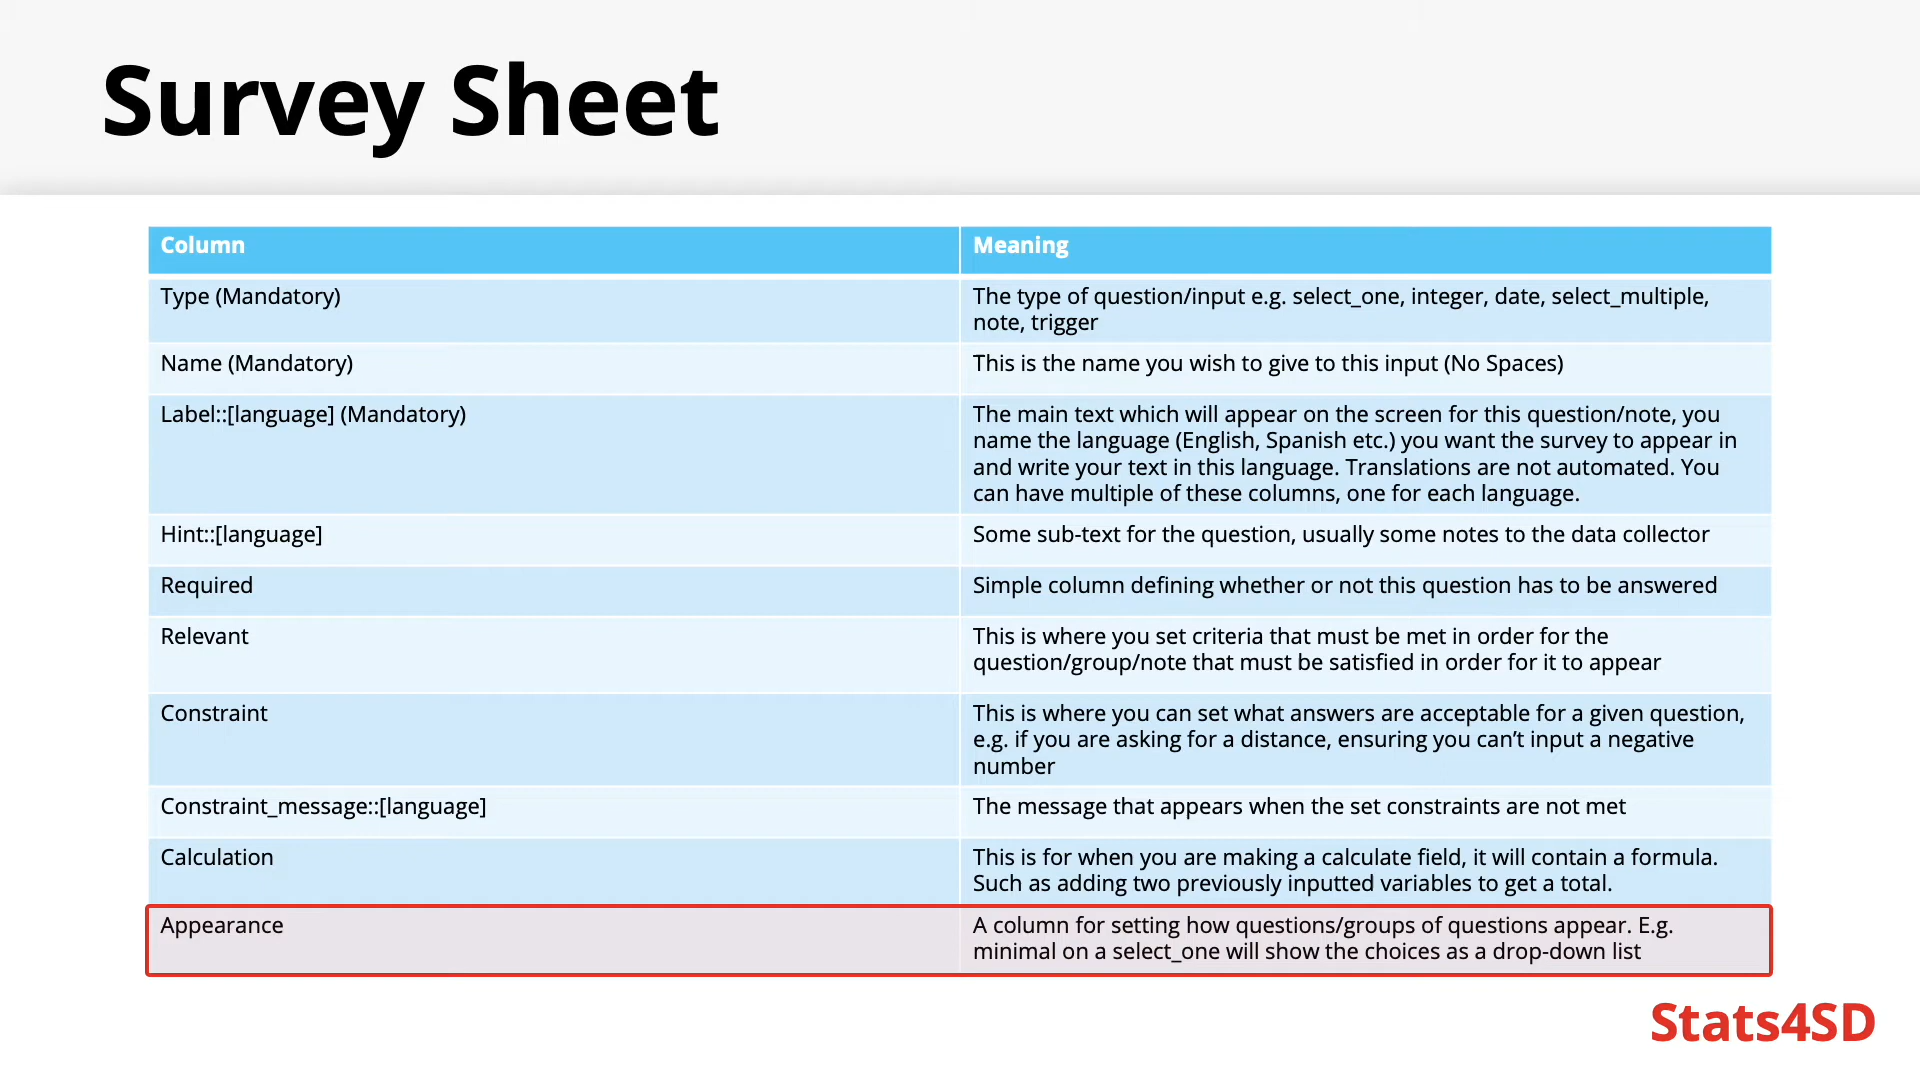 Survey Sheet
Column
Meaning
Type (Mandatory)
The type of question/input e.g. select_one, integer, date, select_multiple,
note, trigger
Name (Mandatory)
This is the name you wish to give to this input (No Spaces)
Label::[language] (Mandatory)
The main text which will appear on the screen for this question/note, you
name the language (English, Spanish etc.) you want the survey to appear in
and write your text in this language. Translations are not automated. You
can have multiple of these columns, one for each language.
Hint::[language]
Some sub-text for the question, usually some notes to the data collector
Required
Simple column defining whether or not this question has to be answered
Relevant
This is where you set criteria that must be met in order for the
question/group/note that must be satisfied in order for it to appear
Constraint
This is where you can set what answers are acceptable for a given question,
e.g. if you are asking for a distance, ensuring you can’t input a negative
number
Constraint_message::[language]
The message that appears when the set constraints are not met
Calculation
This is for when you are making a calculate field, it will contain a formula.
Such as adding two previously inputted variables to get a total.
Appearance
A column for setting how questions/groups of questions appear. E.g.
minimal on a select_one will show the choices as a drop-down list
Stats4SD